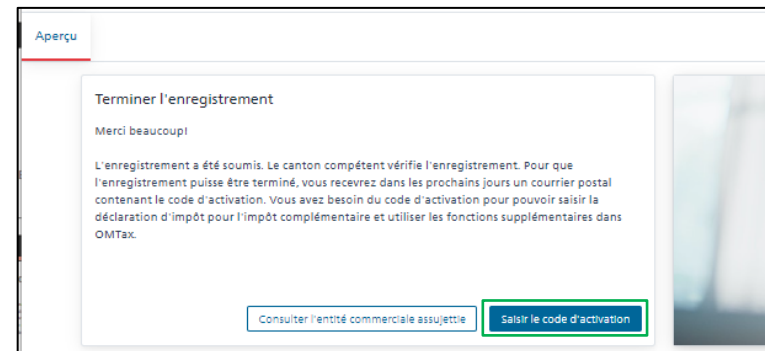 Aperçu
Terminer l'enregistrement
Merci beaucoup!
L'enregistrement a été soumis. Le canton compétent vérifie l'enregistrement. Pour que
l'enregistrement puisse être terminé, vous recevrez dans les prochains jours un courrier postal
contenant le code d'activation. Vous avez besoin du code d'activation pour pouvoir saisir la
déclaration d'impôt pour l'impôt complémentaire et utiliser les fonctions supplémentaires dans
OMTax.
Consulter l'entité commerciale assujettie
Saisir le code d'activation